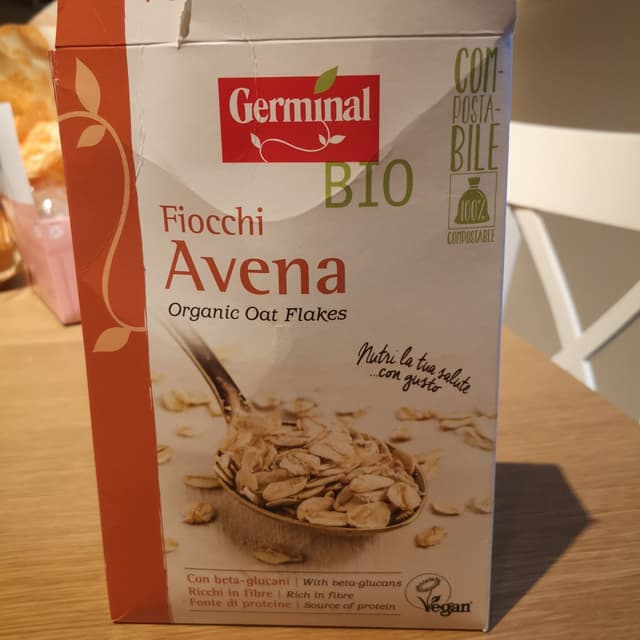 Germinal
BIO
COM-
POSTA-
BILE
100%
COMPOSTABLE
Fiocchi
Avena
Organic Oat Flakes
Nutri la tua salute
...con gusto
Con beta-glucani | With beta-glucans
Ricchi in fibre | Rich in fibre
Fonte di proteine | Source of protein
Vegan